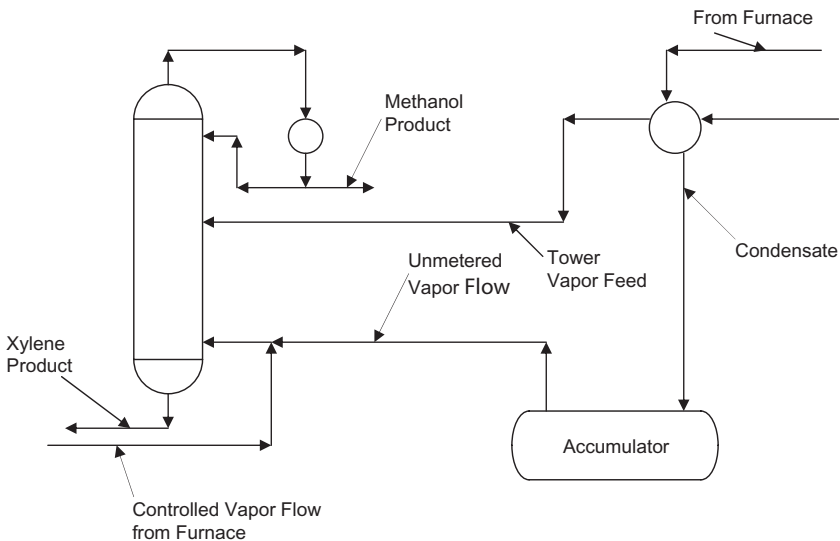 From Furnace
Methanol
Product
Condensate
Unmetered
Vapor Flow
Tower
Vapor Feed
Xylene
Product
Accumulator
Controlled Vapor Flow
from Furnace